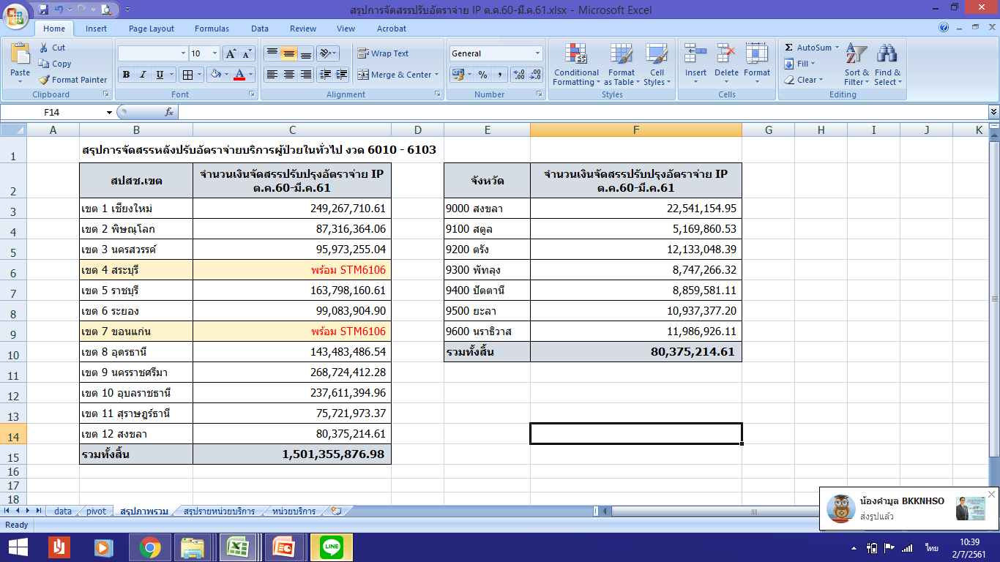 สรุปการจัดสรรปรับอัตราจ่าย IP ต.ค.60-มี.ค.61.xlsx - Microsoft Excel
Home Insert Page Layout Formulas Data Review View Acrobat
Paste Cut Copy Format Painter
10
Wrap Text
Merge & Center
General
Conditional Formatting Format as Table Cell Styles
Insert Delete Format
AutoSum Fill Clear
Sort & Filter Find & Select
Clipboard Font Alignment Number Styles Cells Editing
F14 fx
A B C D E F G H I J K
1 สรุปการจัดสรรหลังปรับอัตราจ่ายบริการผู้ป่วยในทั่วไป งวด 6010 - 6103
2 สปสช.เขต จำนวนเงินจัดสรรปรับปรุงอัตราจ่าย IP ต.ค.60-มี.ค.61 จังหวัด จำนวนเงินจัดสรรปรับปรุงอัตราจ่าย IP ต.ค.60-มี.ค.61
3 เขต 1 เชียงใหม่ 249,267,710.61 9000 สงขลา 22,541,154.95
4 เขต 2 พิษณุโลก 87,316,364.06 9100 สตูล 5,169,860.53
5 เขต 3 นครสวรรค์ 95,973,255.04 9200 ตรัง 12,133,048.39
6 เขต 4 สระบุรี พร้อม STM6106 9300 พัทลุง 8,747,266.32
7 เขต 5 ราชบุรี 163,798,160.61 9400 ปัตตานี 8,859,581.11
8 เขต 6 ระยอง 99,083,904.90 9500 ยะลา 10,937,377.20
9 เขต 7 ขอนแก่น พร้อม STM6106 9600 นราธิวาส 11,986,926.11
10 เขต 8 อุดรธานี 143,483,486.54 รวมทั้งสิ้น 80,375,214.61
11 เขต 9 นครราชศรีมา 268,724,412.28
12 เขต 10 อุบลราชธานี 237,611,394.96
13 เขต 11 สุราษฎร์ธานี 75,721,973.37
14 เขต 12 สงขลา 80,375,214.61
15 รวมทั้งสิ้น 1,501,355,876.98
16
17
18
data pivot สรุปภาพรวม สรุปรายหน่วยบริการ หน่วยบริการ
น้องคำมูล BKKNHSO
ส่งรูปแล้ว
Ready
LINE
ไทย
10:39
2/7/2561